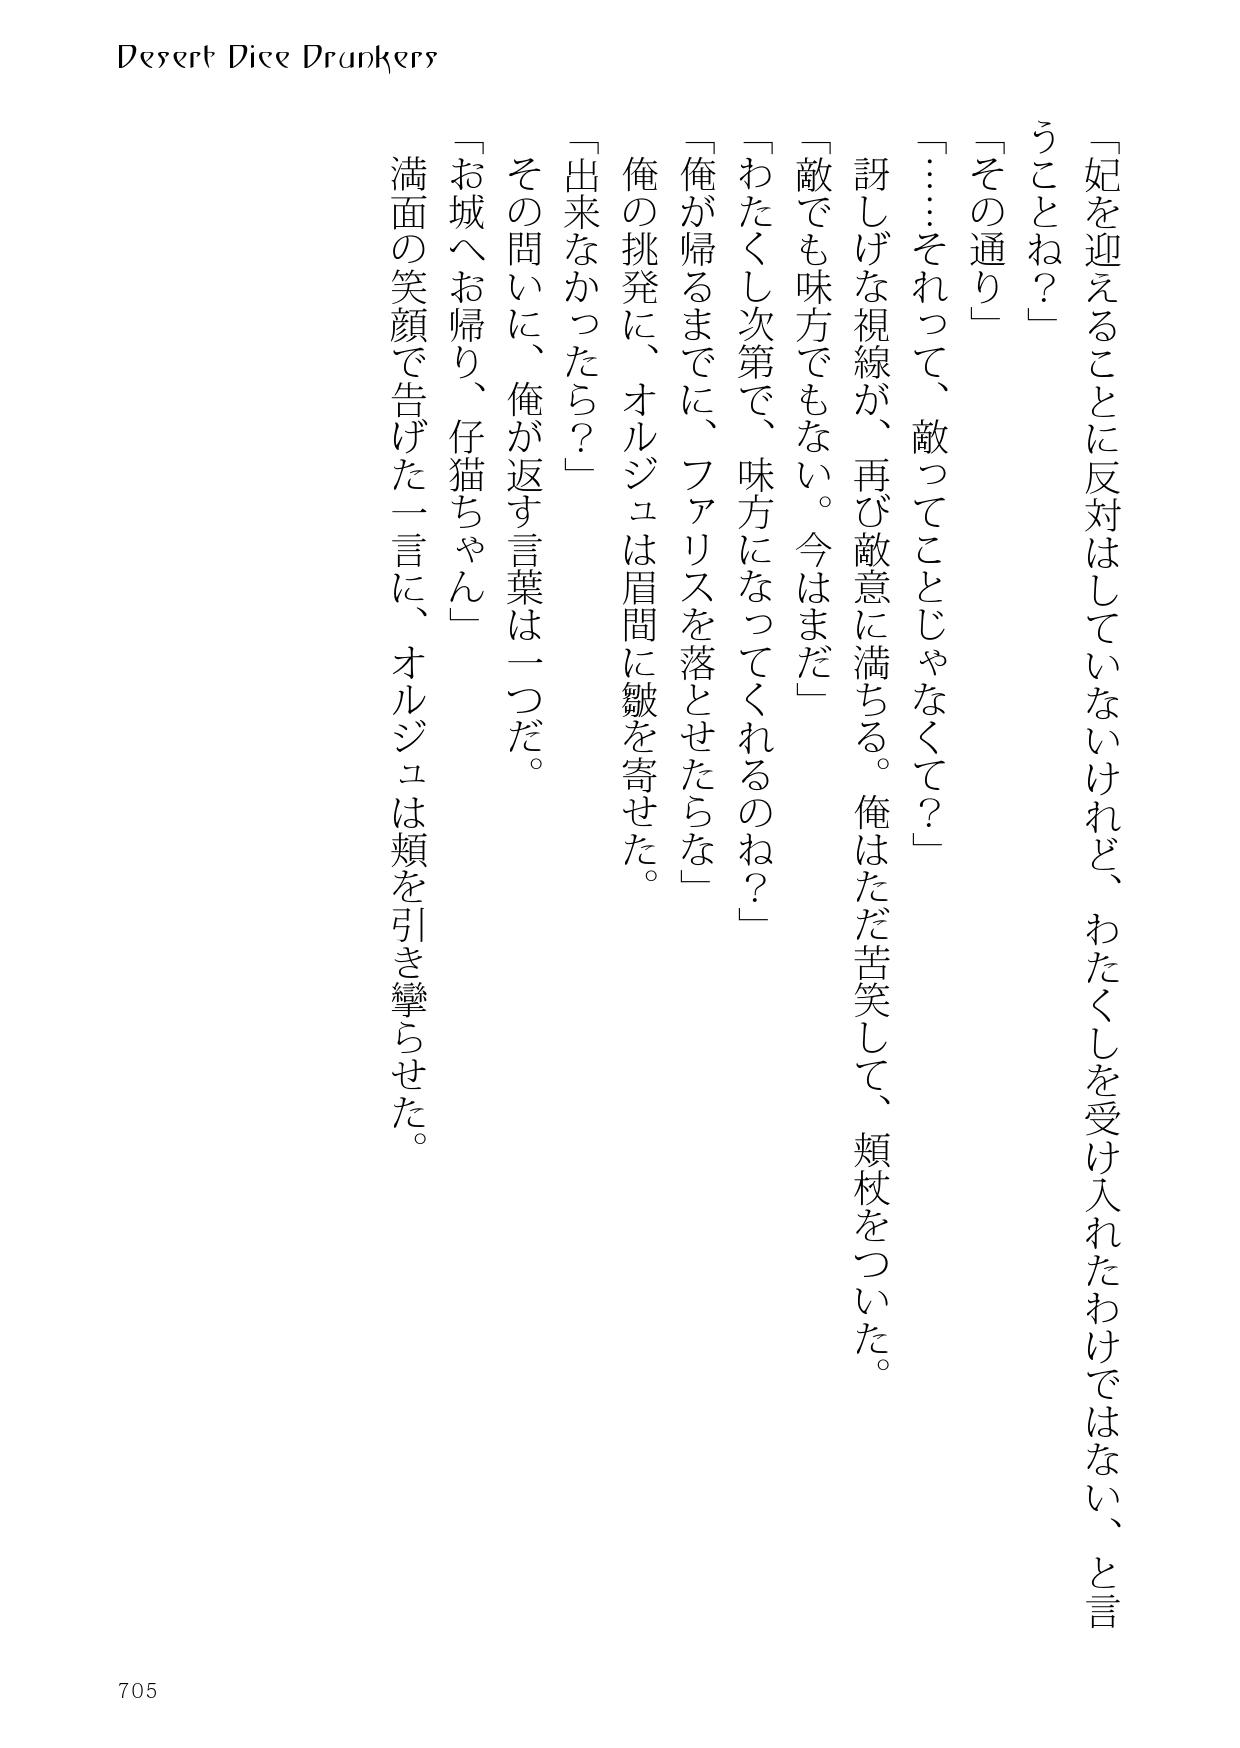 Desert Dice Drunkers
「妃を迎えることに反対はしていないけれど、わたくしを受け入れたわけではない、と言
うことね？」
「その通り」
「……それって、敵ってことじゃなくて？」
訝しげな視線が、再び敵意に満ちる。俺はただ苦笑して、頬杖をついた。
「敵でも味方でもない。今はまだ」
「わたくし次第で、味方になってくれるのね？」
「俺が帰るまでに、ファリスを落とせたらな」
俺の挑発に、オルジュは眉間に皺を寄せた。
「出来なかったら？」
その問いに、俺が返す言葉は一つだ。
「お城へお帰り、仔猫ちゃん」
満面の笑顔で告げた一言に、オルジュは頬を引き攣らせた。
705